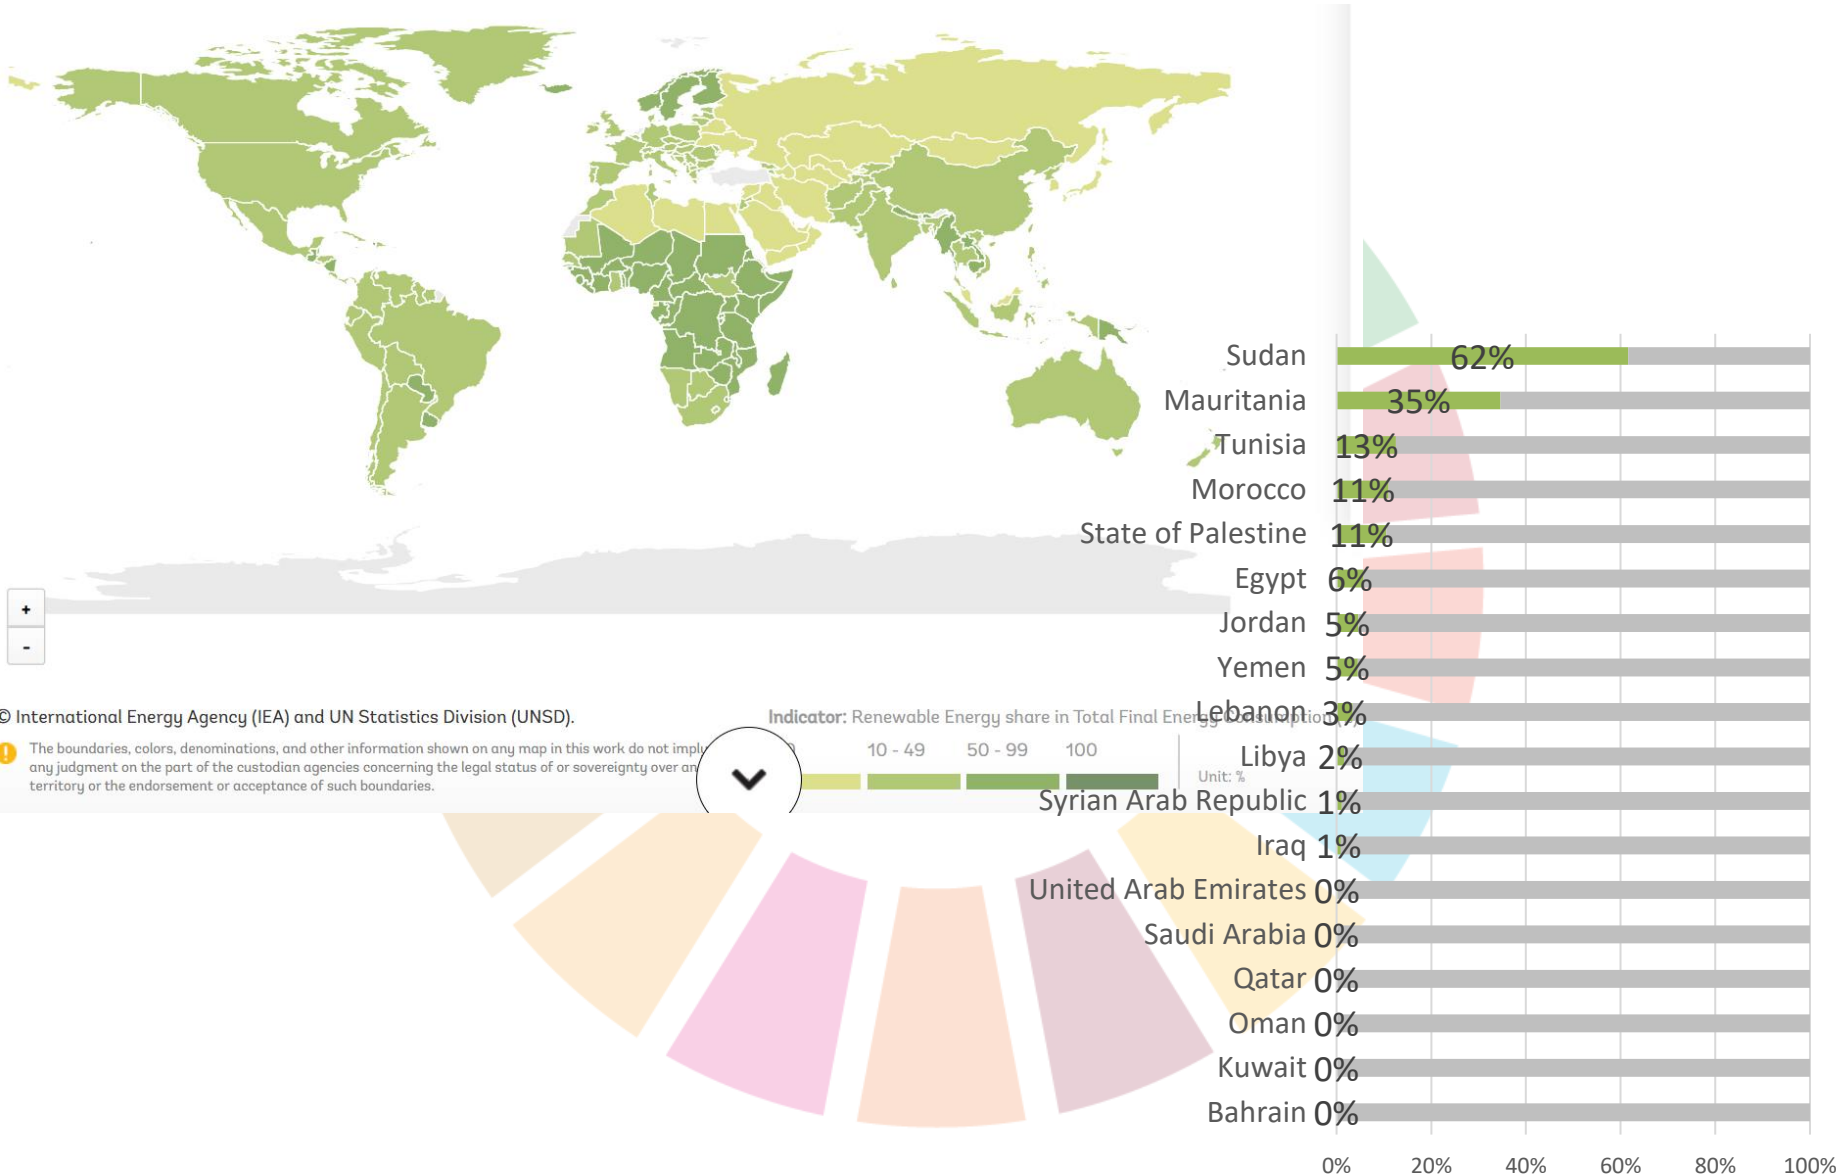 +
-
© International Energy Agency (IEA) and UN Statistics Division (UNSD).
The boundaries, colors, denominations, and other information shown on any map in this work do not imply
any judgment on the part of the custodian agencies concerning the legal status of or sovereignty over
territory or the endorsement or acceptance of such boundaries.
Indicator: Renewable Energy share in Total Final Energy Consumption
10 - 49 50 - 99 100
Unit: %
Sudan 62%
Mauritania 35%
Tunisia 13%
Morocco 11%
State of Palestine 11%
Egypt 6%
Jordan 5%
Yemen 5%
Lebanon 3%
Libya 2%
Syrian Arab Republic 1%
Iraq 1%
United Arab Emirates 0%
Saudi Arabia 0%
Qatar 0%
Oman 0%
Kuwait 0%
Bahrain 0%
0% 20% 40% 60% 80% 100%